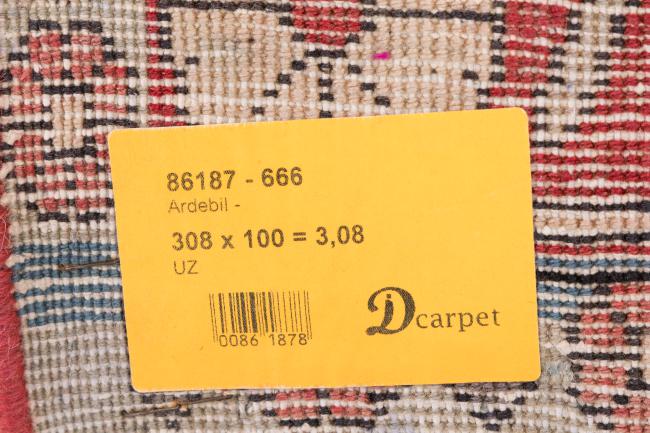 86187 - 666
Ardebil -
308 x 100 = 3,08
UZ
0086 1878
Dcarpet